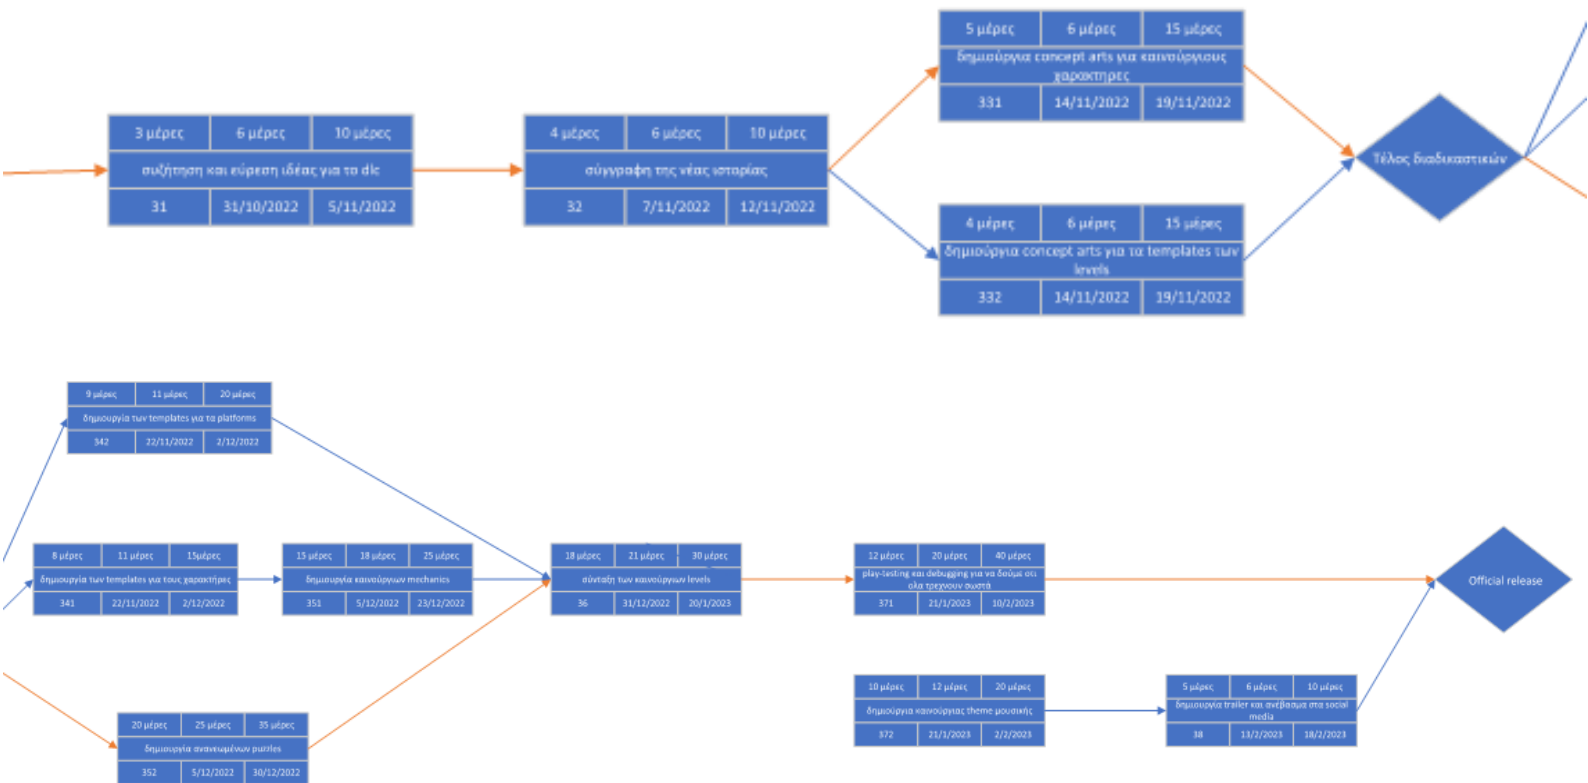 3 μέρες 6 μέρες 10 μέρες
συζήτηση και εύρεση ιδέας για το dlc
31 31/10/2022 5/11/2022
4 μέρες 6 μέρες 10 μέρες
σύγγραφη της νέας ιστορίας
32 7/11/2022 12/11/2022
5 μέρες 6 μέρες 15 μέρες
δημιούργια concept arts για καινούργιους
χαρακτηρες
331 14/11/2022 19/11/2022
4 μέρες 6 μέρες 15 μέρες
δημιούργια concept arts για τα templates των
levels
332 14/11/2022 19/11/2022
Τέλος διαδικαστικών
9 μέρες 11 μέρες 20 μέρες
δημιουργία των templates για τα platforms
342 22/11/2022 2/12/2022
8 μέρες 11 μέρες 15μέρες
δημιουργία των templates για τους χαρακτήρες
341 22/11/2022 2/12/2022
15 μέρες 18 μέρες 25 μέρες
δημιουργία καινούργιων mechanics
351 5/12/2022 23/12/2022
20 μέρες 25 μέρες 35 μέρες
δημιουργία ανανεωμένων puzzles
352 5/12/2022 30/12/2022
18 μέρες 21 μέρες 30 μέρες
σύνταξη των καινούργιων levels
36 31/12/2022 20/1/2023
12 μέρες 20 μέρες 40 μέρες
play-testing και debugging για να δούμε οτι
ολα τρεχνουν σωστά
371 21/1/2023 10/2/2023
10 μέρες 12 μέρες 20 μέρες
δημιούργια καινούργιας theme μουσικής
372 21/1/2023 2/2/2023
5 μέρες 6 μέρες 10 μέρες
δημιουργία trailer και ανέβασμα στα social
media
38 13/2/2023 18/2/2023
Official release